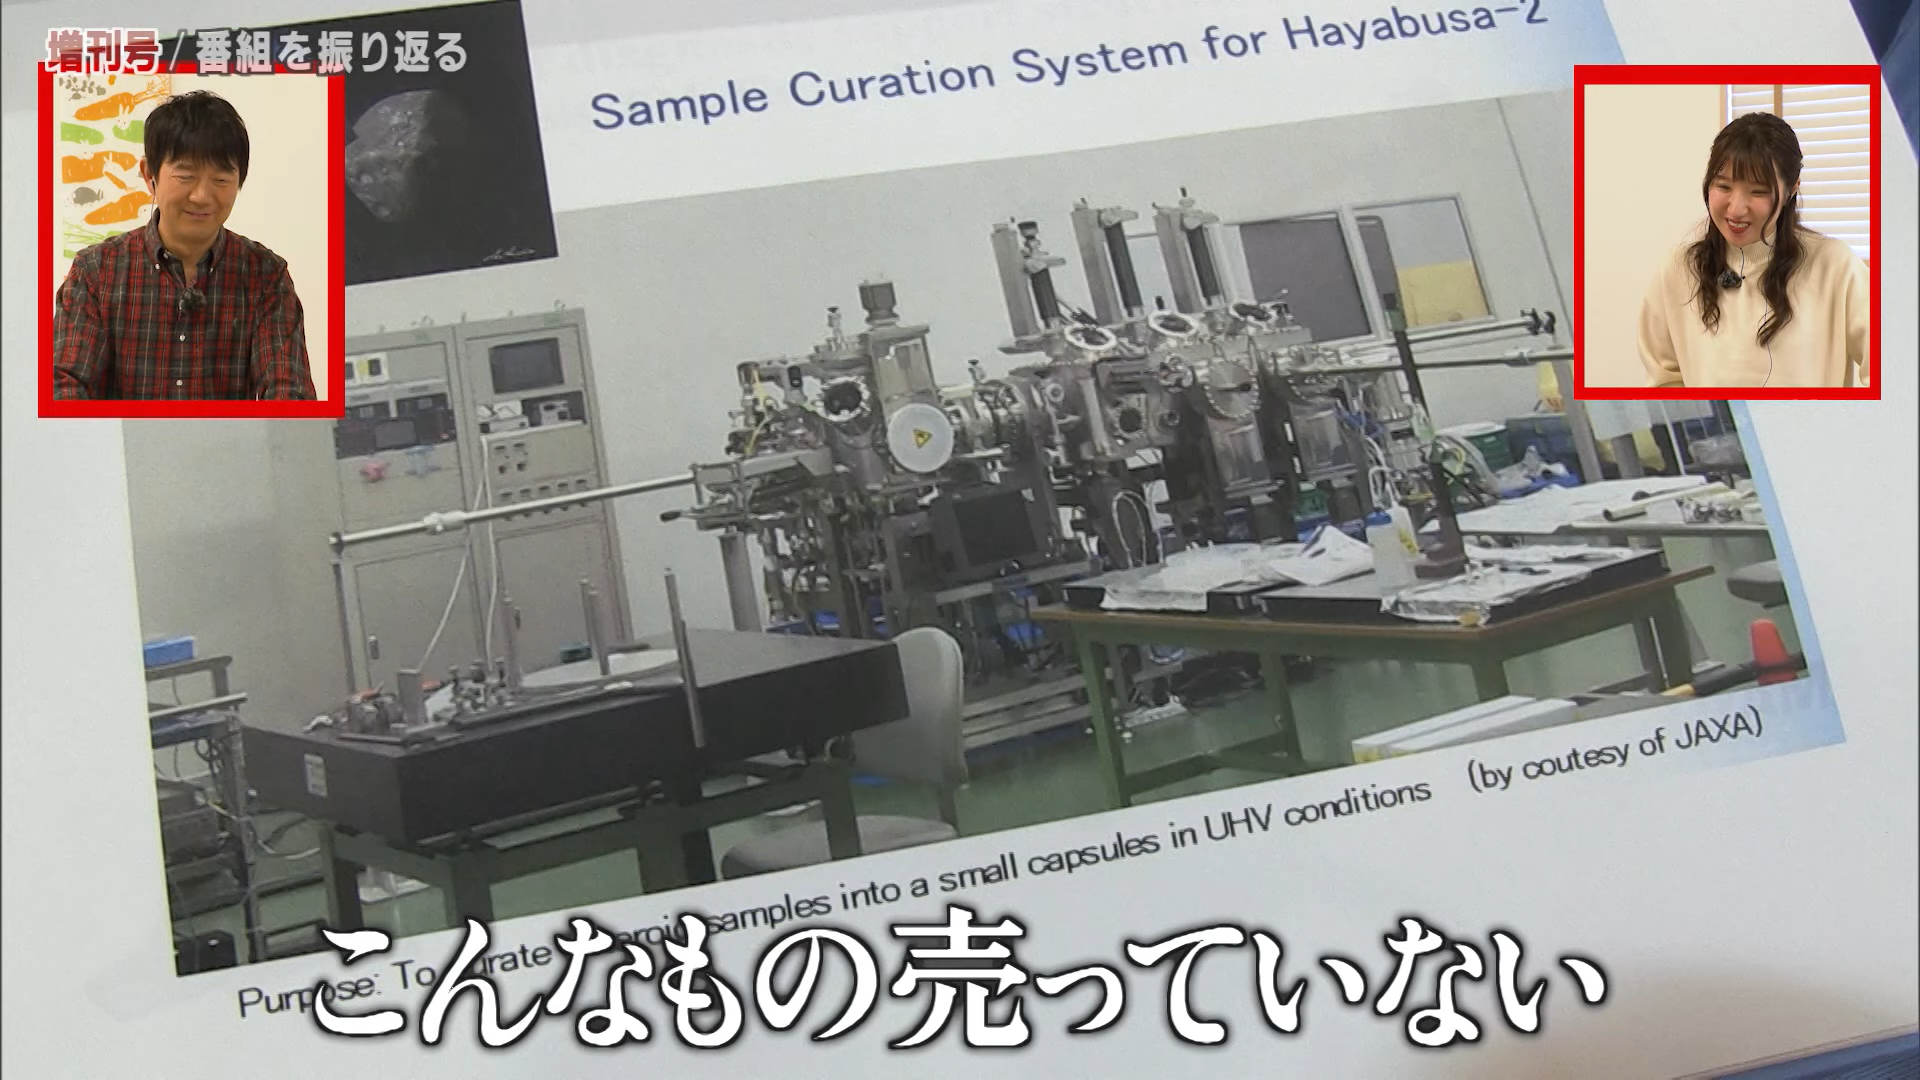 増刊号/番組を振り返る
Sample Curation System for Hayabusa-2
Purpose: To samples into a small capsules in UHV conditions (by coutesy of JAXA)
こんなもの売っていない